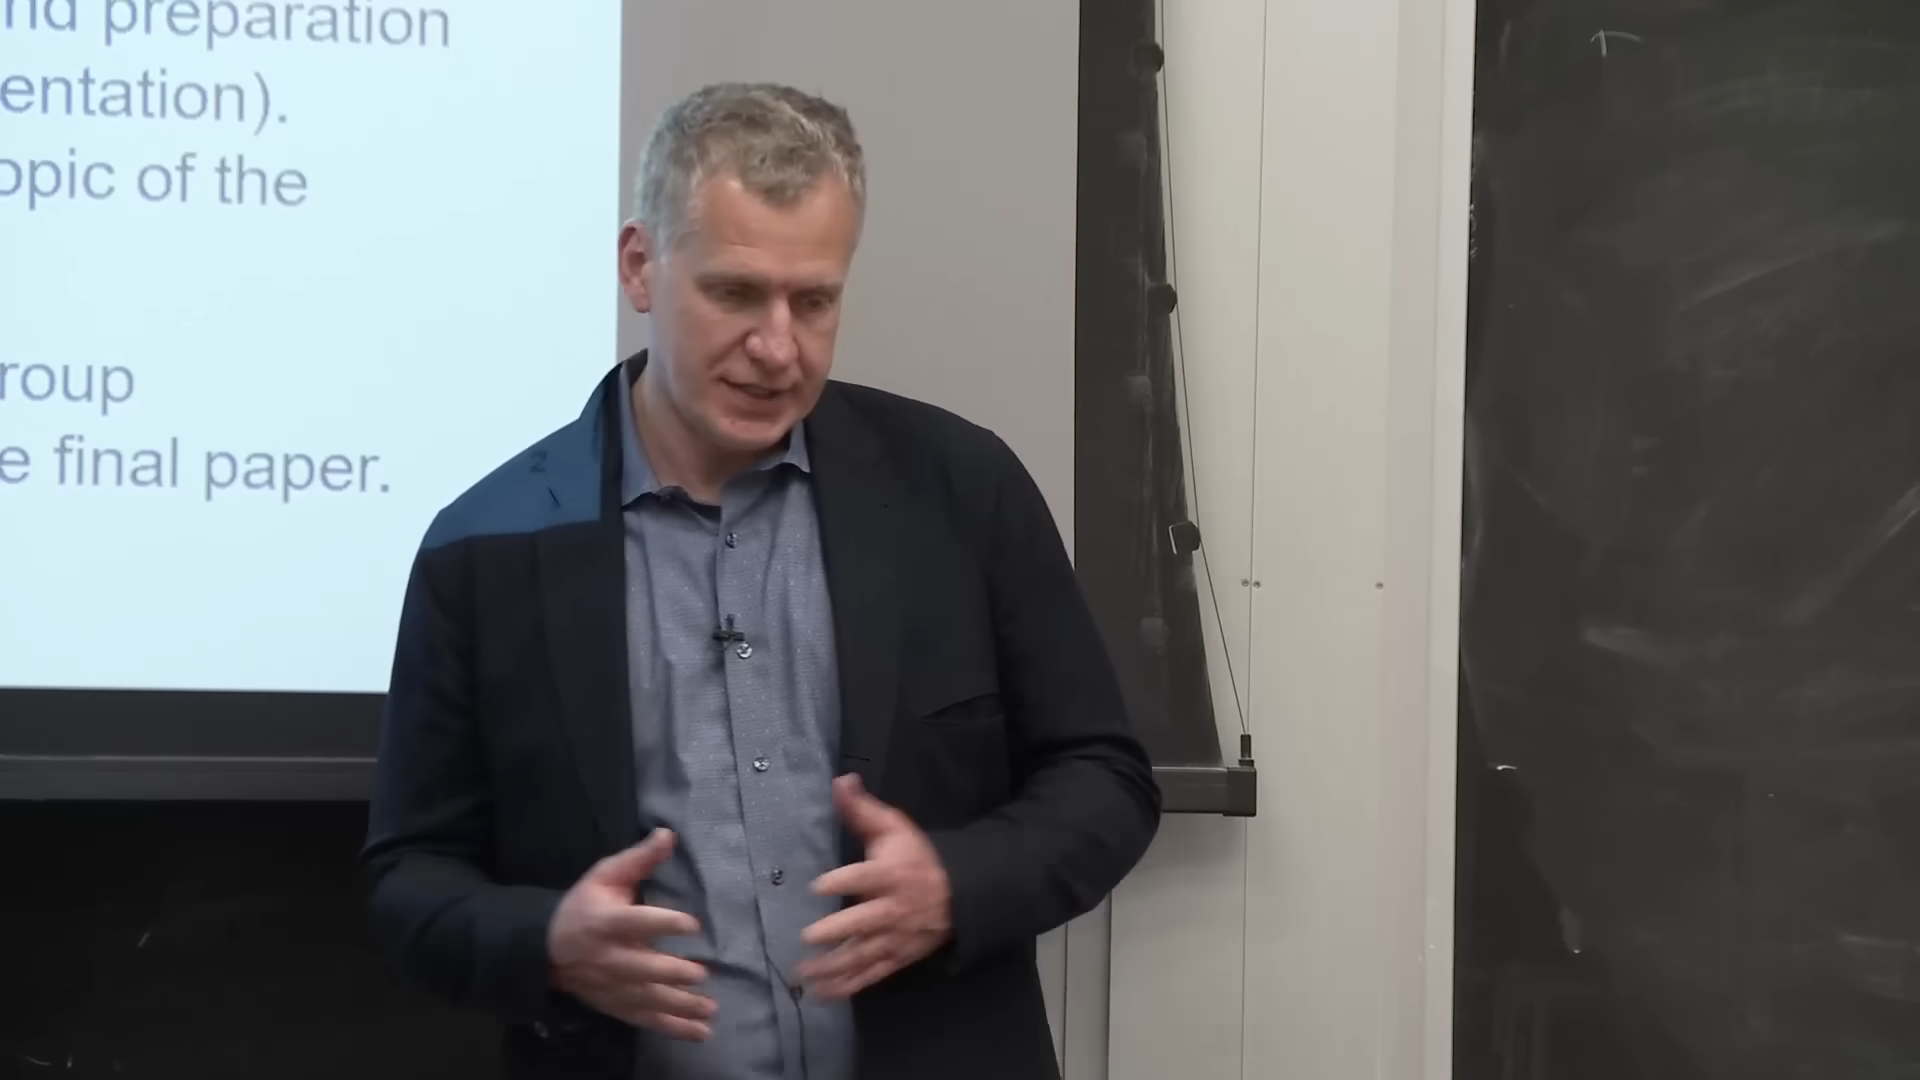 nd preparation
entation).
opic of the
roup
e final paper.